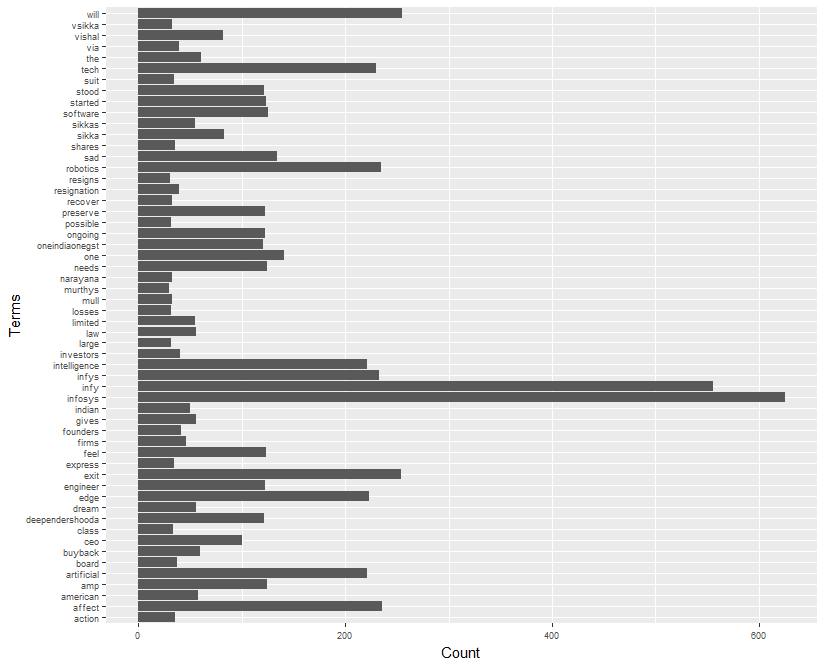 will
vsikka
vishal
via
the
tech
suit
stood
started
software
sikkas
sikka
shares
sad
robotics
resigns
resignation
recover
preserve
possible
ongoing
oneindiaonegst
one
needs
narayana
murthys
mull
losses
limited
law
large
investors
intelligence
infys
infy
infosys
indian
gives
founders
firms
feel
express
exit
engineer
edge
dream
deependershooda
class
ceo
buyback
board
artificial
amp
american
affect
action
Terms
0 200 400 600
Count